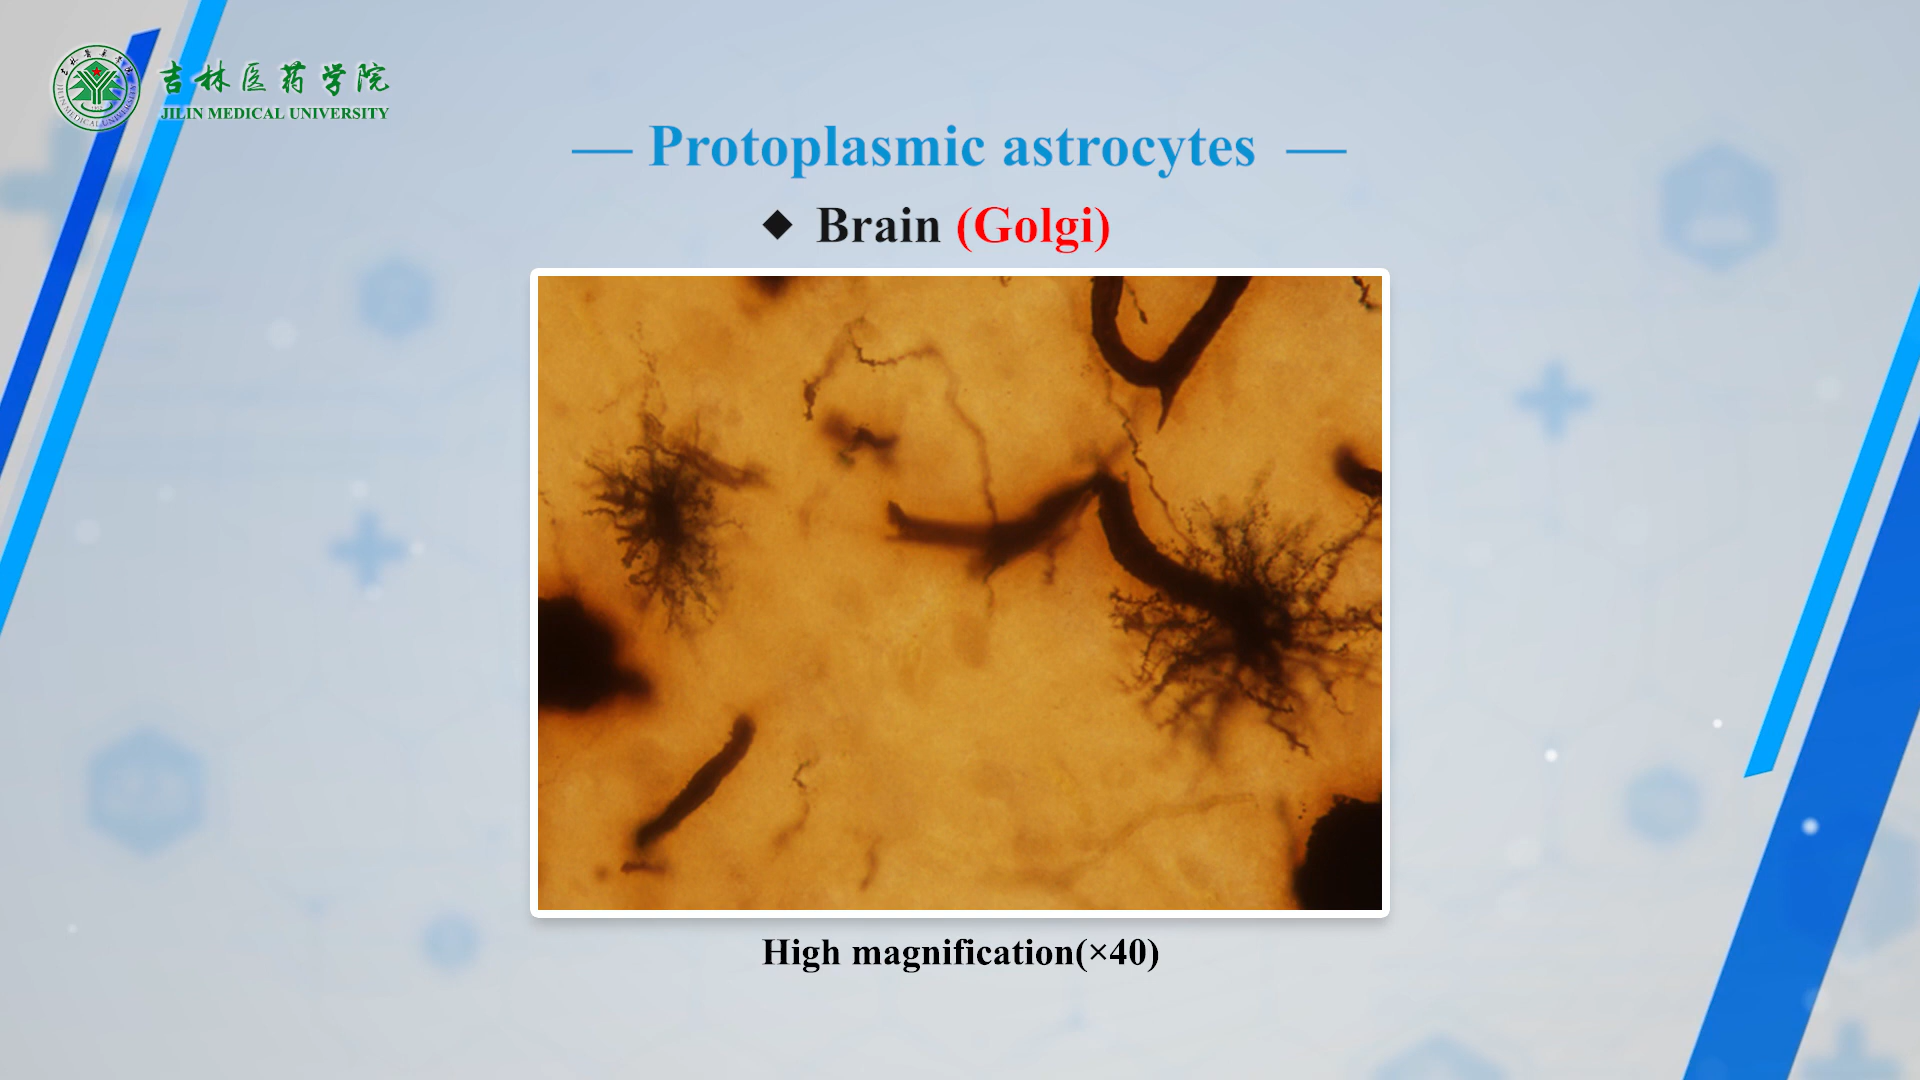 吉林医药学院
JILIN MEDICAL UNIVERSITY
— Protoplasmic astrocytes —
◆ Brain (Golgi)
High magnification(×40)